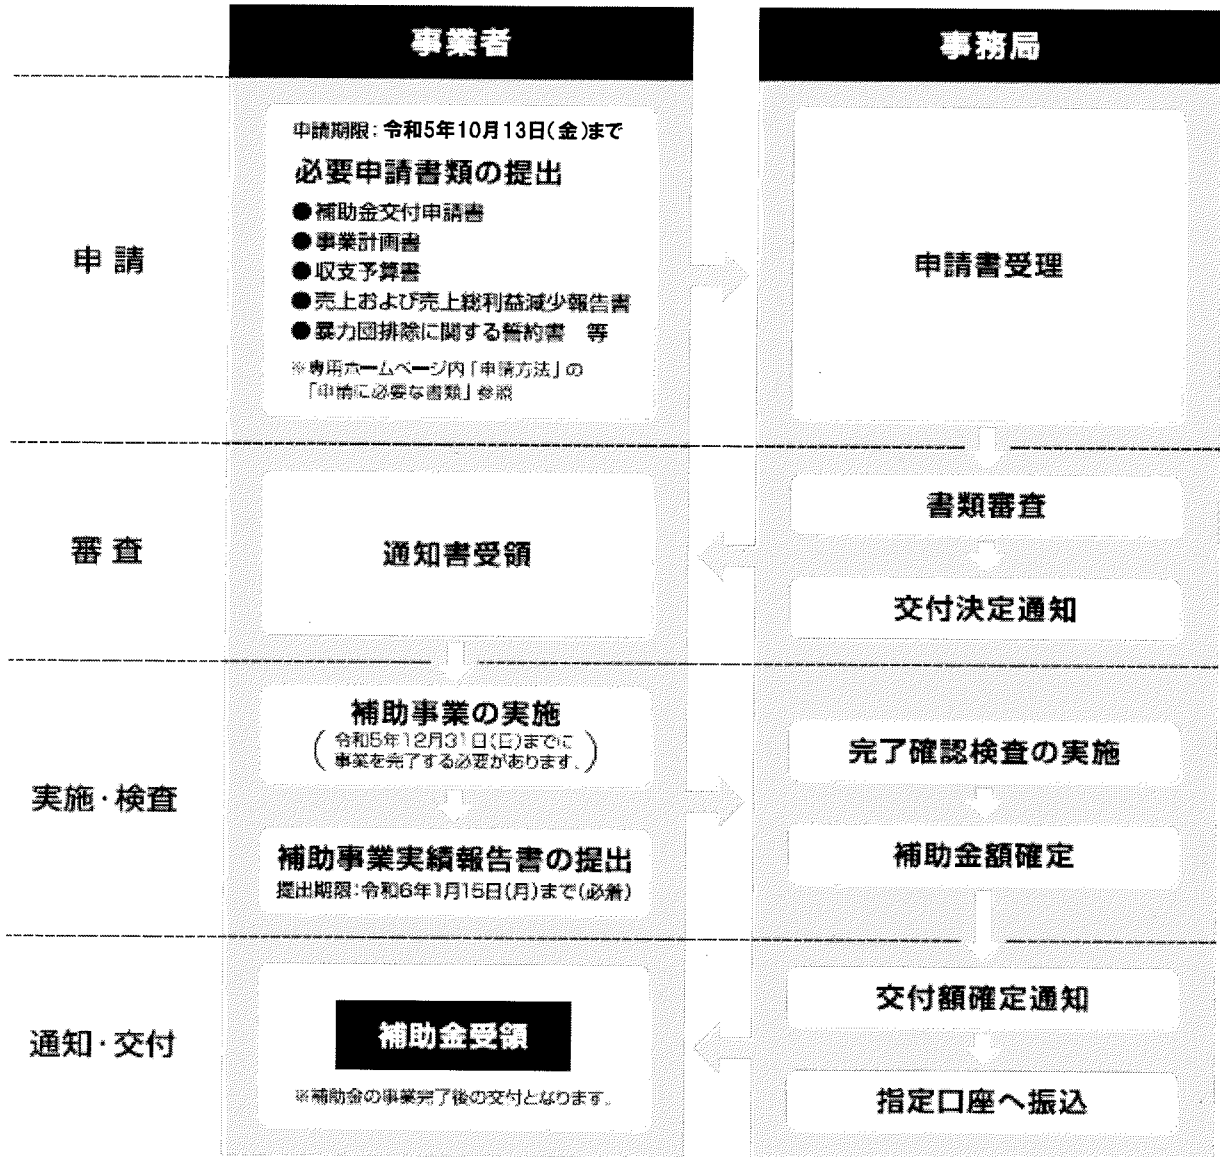 事業者
事務局
申請
申請期限：令和5年10月13日(金)まで
必要申請書類の提出
●補助金交付申請書
●事業計画書
●収支予算書
●売上および売上総利益減少報告書
●暴力団排除に関する誓約書　等
※専用ホームページ内「申請方法」の
「申請に必要な書類」参照
申請書受理
審査
通知書受領
書類審査
交付決定通知
実施・検査
補助事業の実施
(令和5年12月31日(日)までに
事業を完了する必要があります。)
補助事業実績報告書の提出
提出期限：令和6年1月15日(月)まで(必着)
完了確認検査の実施
補助金額確定
通知・交付
補助金受領
※補助金の事業完了後の交付となります。
交付額確定通知
指定口座へ振込